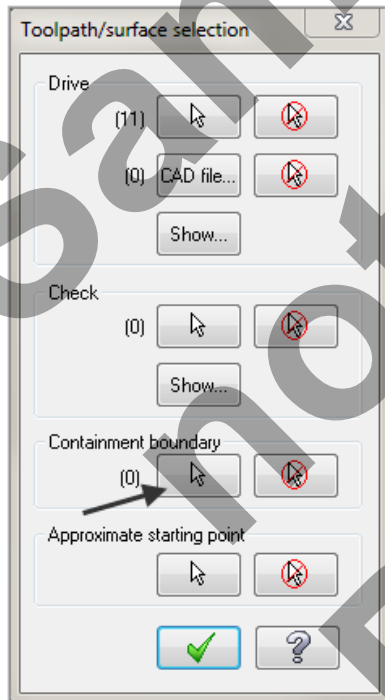 Toolpath/surface selection
Drive
(11)
(0) CAD file...
Show...
Check
(0)
Show...
Containment boundary
(0)
Approximate starting point